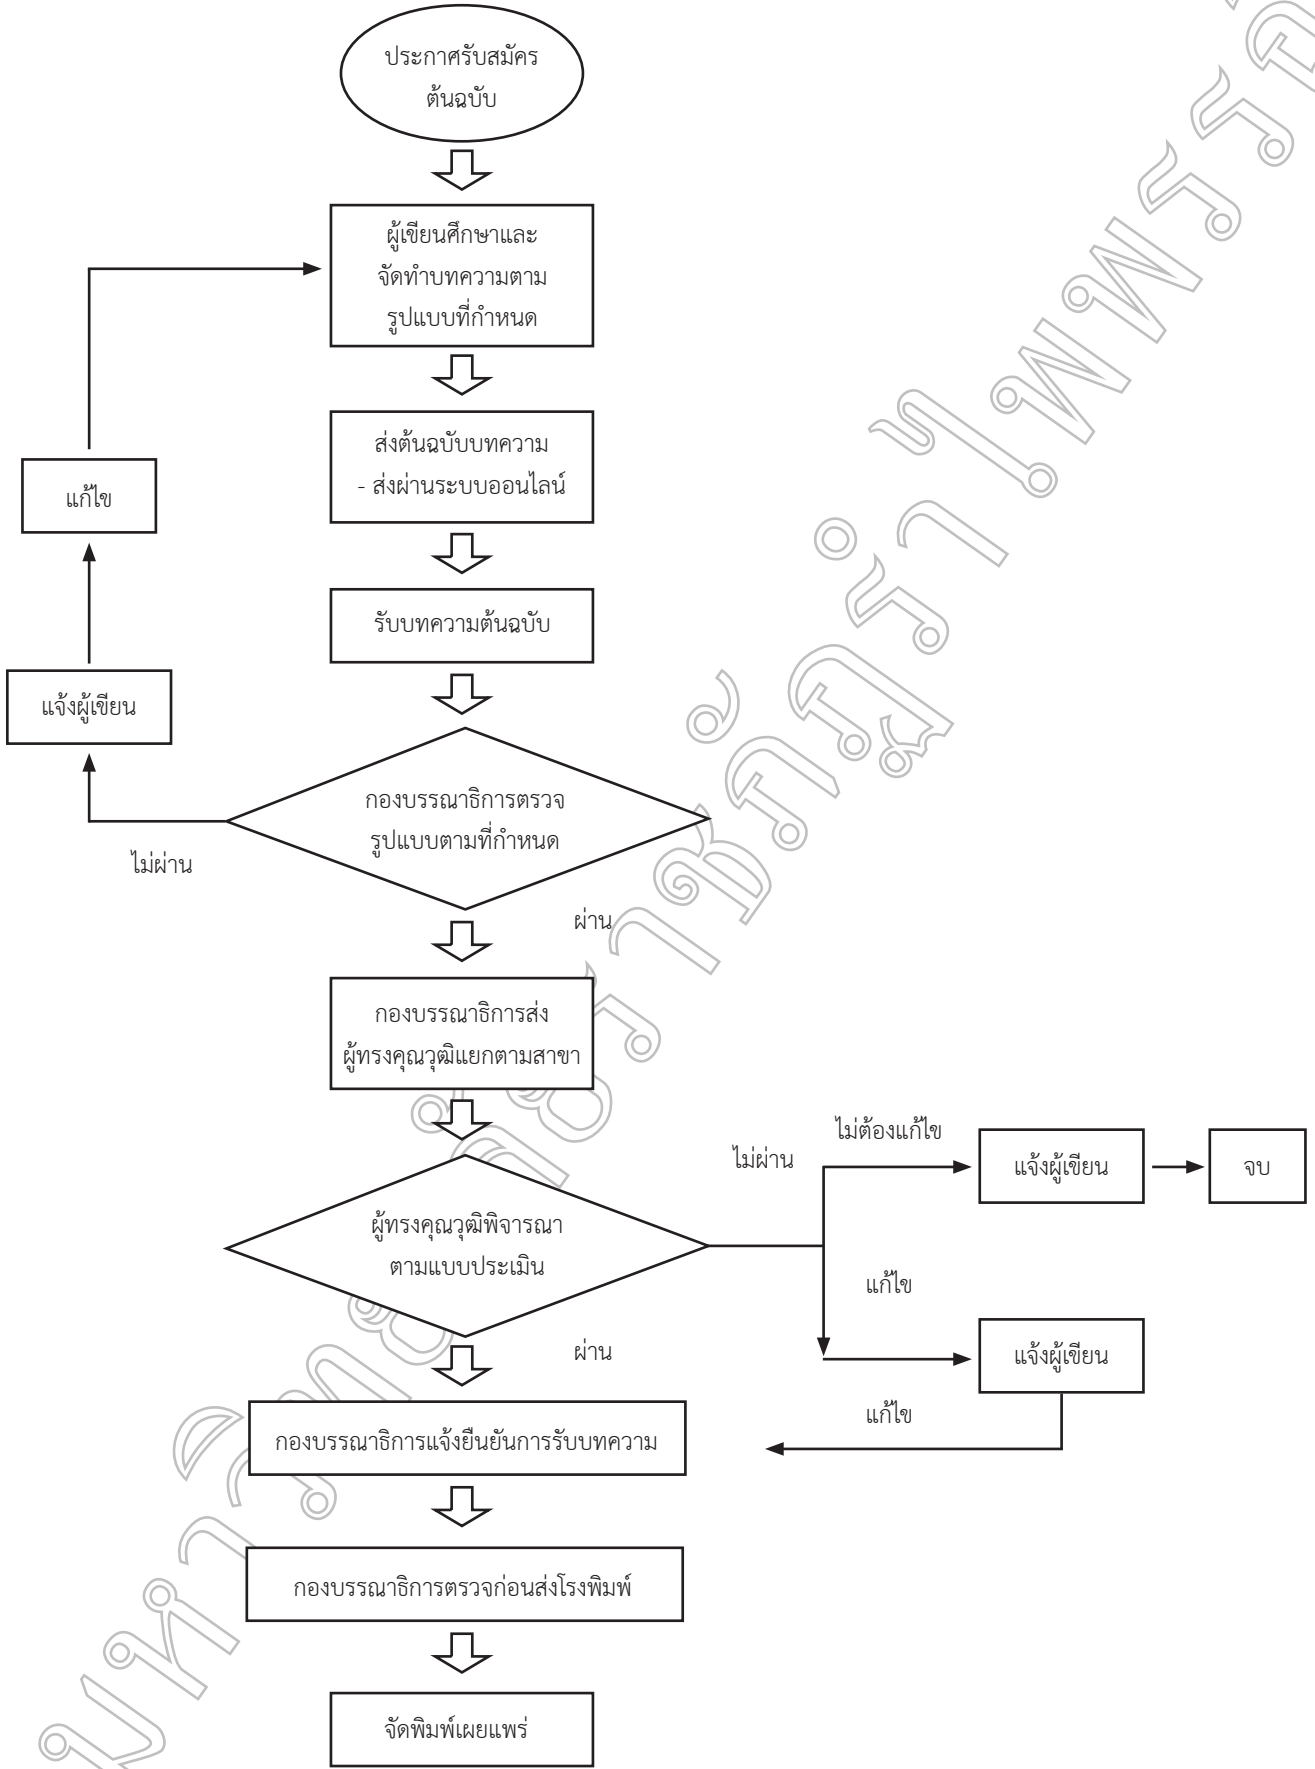 ประกาศรับสมัคร
ต้นฉบับ
ผู้เขียนศึกษาและ
จัดทำบทความตาม
รูปแบบที่กำหนด
ส่งต้นฉบับบทความ
- ส่งผ่านระบบออนไลน์
แก้ไข
รับบทความต้นฉบับ
แจ้งผู้เขียน
กองบรรณาธิการตรวจ
รูปแบบตามที่กำหนด
ไม่ผ่าน
ผ่าน
กองบรรณาธิการส่ง
ผู้ทรงคุณวุฒิแยกตามสาขา
ไม่ต้องแก้ไข
ไม่ผ่าน
แจ้งผู้เขียน
จบ
ผู้ทรงคุณวุฒิพิจารณา
ตามแบบประเมิน
แก้ไข
ผ่าน
แจ้งผู้เขียน
แก้ไข
กองบรรณาธิการแจ้งยืนยันการรับบทความ
กองบรรณาธิการตรวจก่อนส่งโรงพิมพ์
จัดพิมพ์เผยแพร่